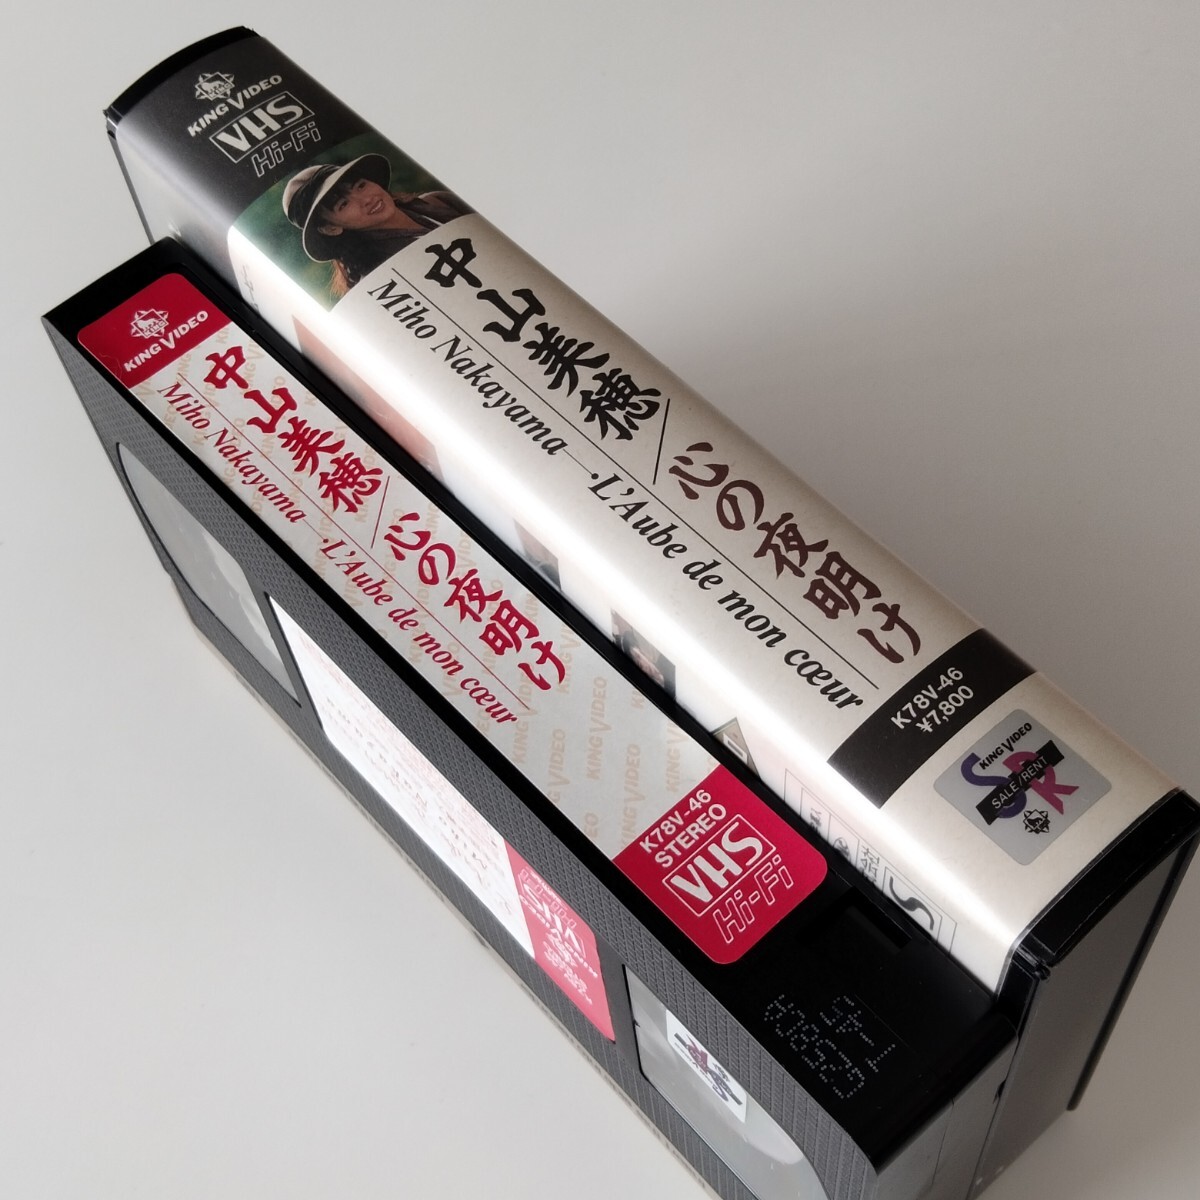 KING VIDEO
VHS
Hi-Fi
中山美穂/心の夜明け
Miho Nakayama—·L'Aube de mon cœur
K78V-46
¥7,800
KING VIDEO
SR
SALE/RENT
KING VIDEO
中山美穂/心の夜明け
Miho Nakayama—·L'Aube de mon cœur
K78V-46
STEREO
VHS
Hi-Fi